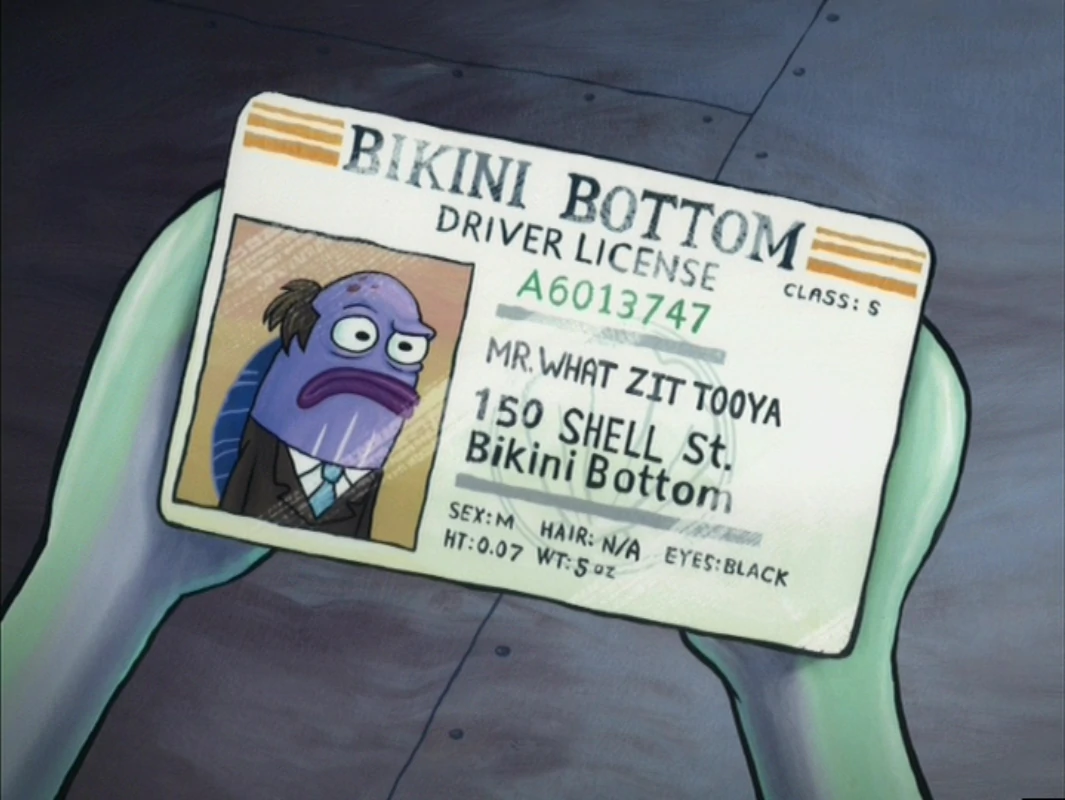 BIKINI BOTTOM
DRIVER LICENSE
CLASS: S
A6013747
MR. WHAT ZIT TOOYA
150 SHELL St.
Bikini Bottom
SEX: M HAIR: N/A EYES: BLACK
HT: 0.07 WT: 5 oz